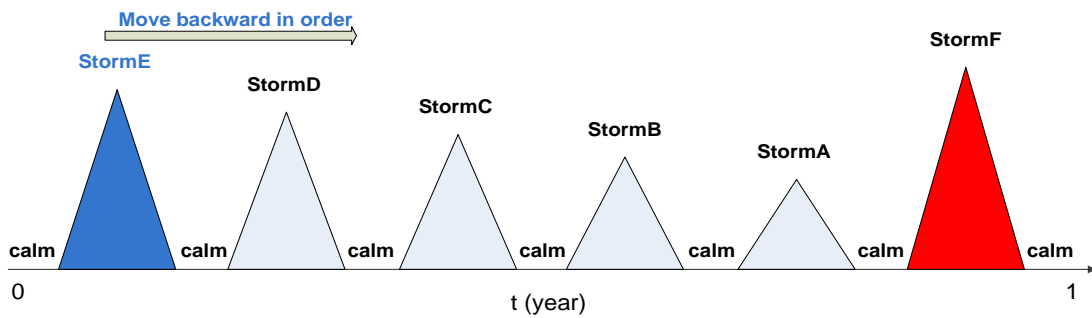 Move backward in order
StormE
StormD
StormC
StormB
StormA
StormF
calm calm calm calm calm calm calm
0 1
t (year)